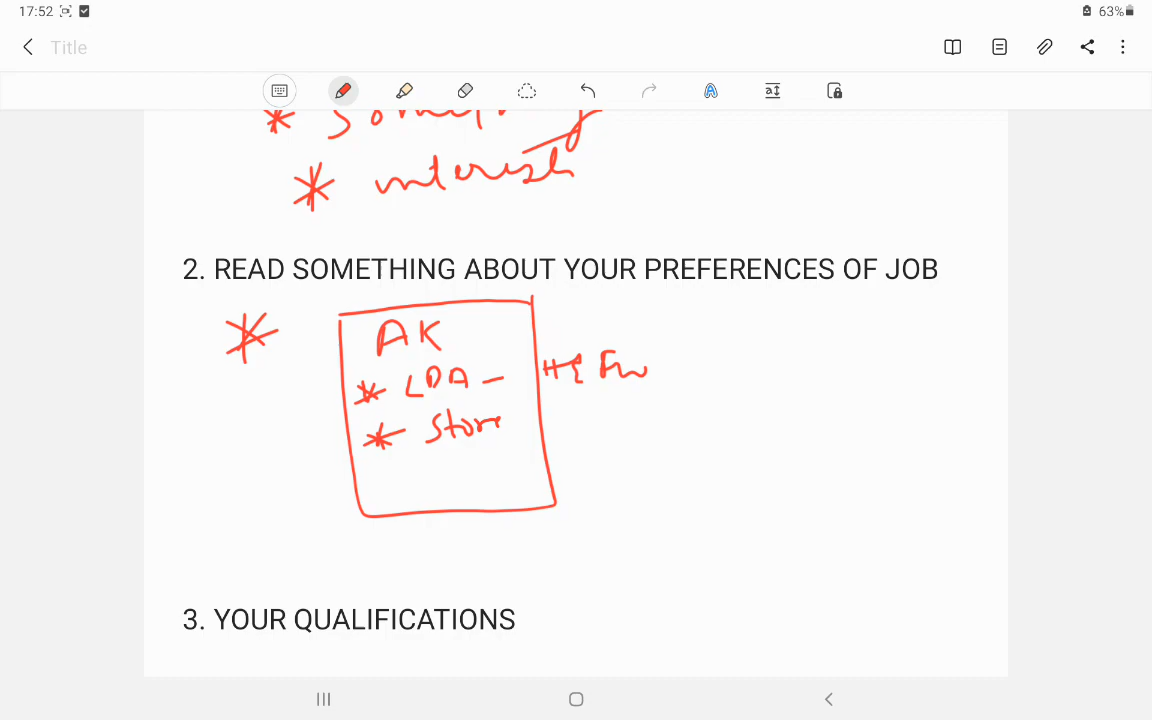 17:52 63%
Title
* Something
* interest
2. READ SOMETHING ABOUT YOUR PREFERENCES OF JOB
*
AK
* LDA -
* Store
3. YOUR QUALIFICATIONS